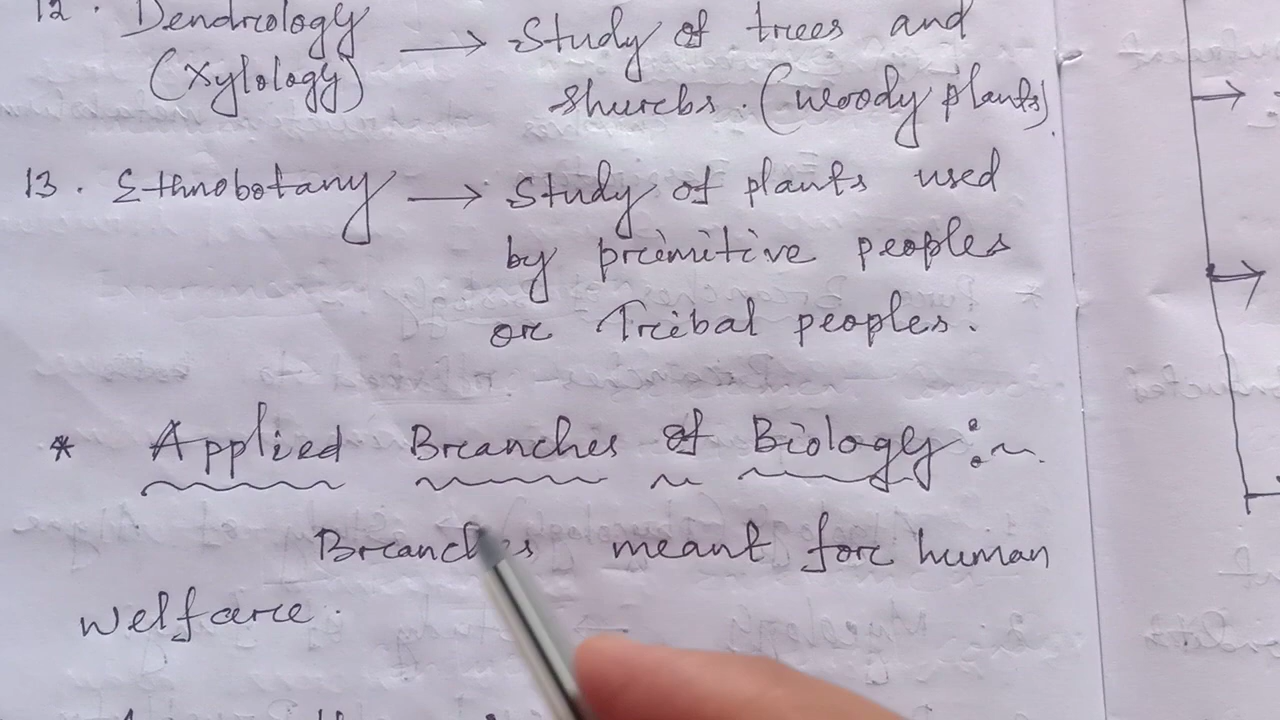 12. Dendrology → Study of trees and
(Xylology) shrubs. (woody plants).
13. Ethnobotany → Study of plants used
by primitive peoples
or Tribal peoples.
* Applied Branches of Biology :~
Branches meant for human
welfare.